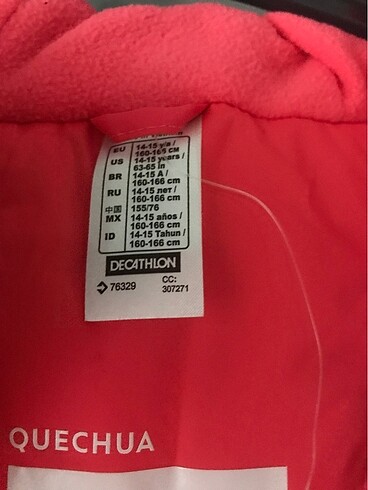 EU 14-15 y/a /
160-166 CM
US 14-15 years /
63-65 in
BR 14-15 A /
160-166 cm
RU 14-15 лет /
160-166 cm
中国 155/76
MX 14-15 años /
160-166 cm
ID 14-15 Tahun /
160-166 cm
DECATHLON
76329 CC:
307271
QUECHUA